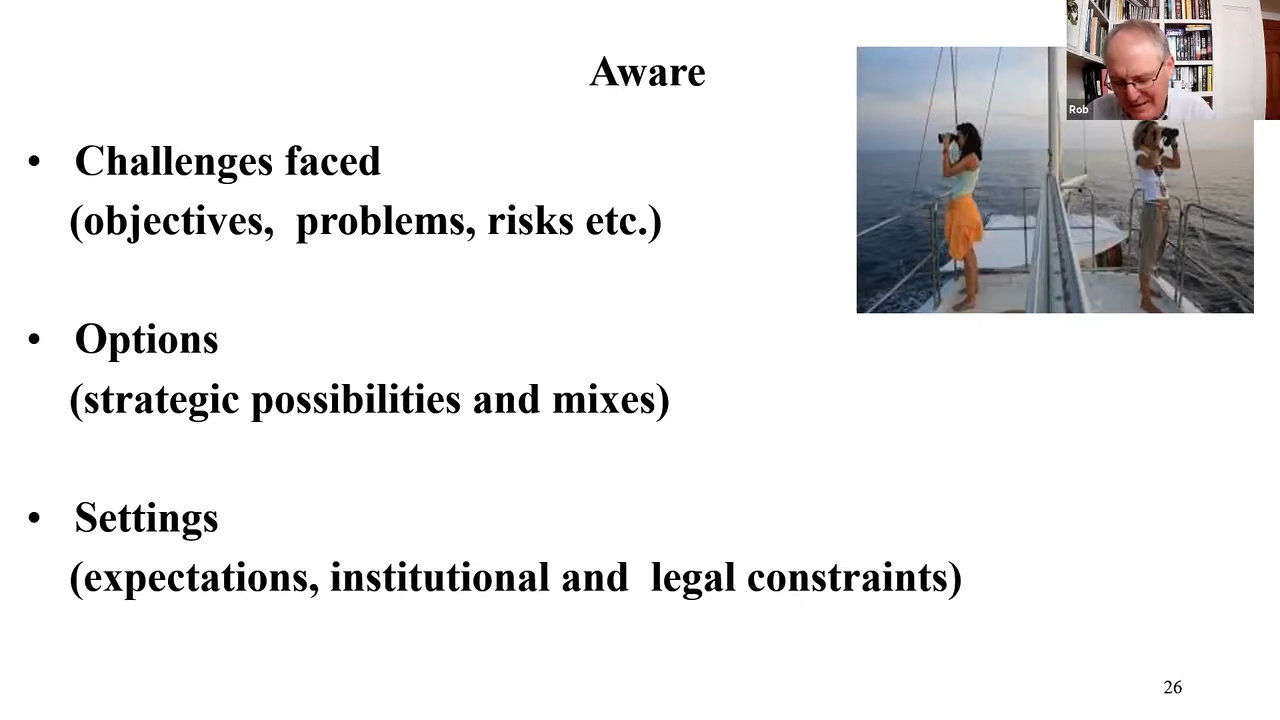 Aware
Rob
• Challenges faced
(objectives, problems, risks etc.)
• Options
(strategic possibilities and mixes)
• Settings
(expectations, institutional and legal constraints)
26